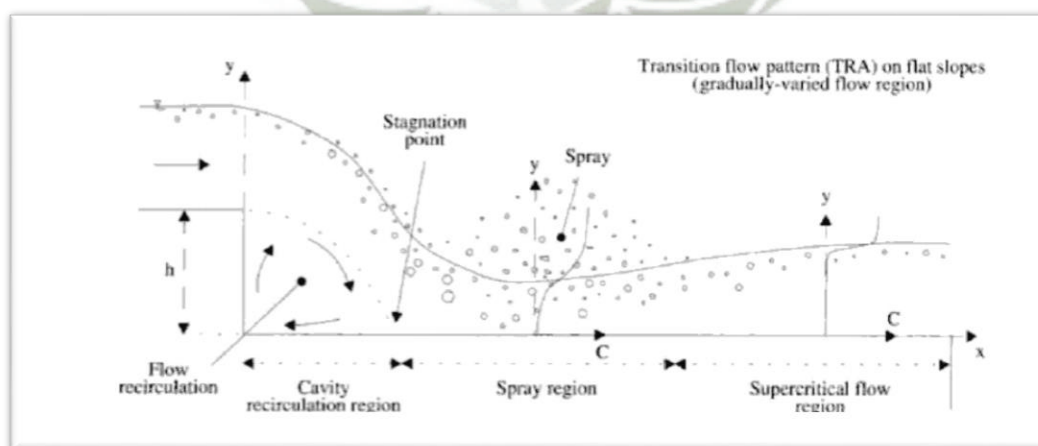 Transition flow pattern (TRA) on flat slopes
(gradually-varied flow region)
y
Stagnation
point
y
Spray
y
h
C
C
x
Flow
recirculation
Cavity
recirculation region
Spray region
Supercritical flow
region